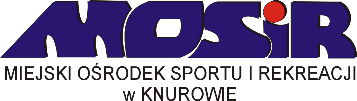 MOSiR
MIEJSKI OŚRODEK SPORTU I REKREACJI
w KNUROWIE